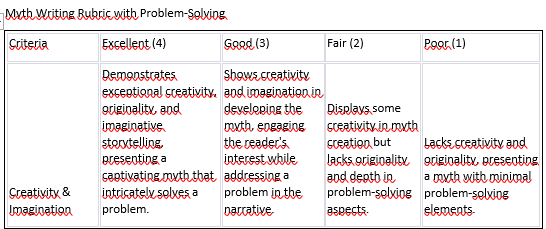 Myth Writing Rubric with Problem-Solving
Criteria
Excellent (4)
Good (3)
Fair (2)
Poor (1)
Creativity &
Imagination
Demonstrates
exceptional creativity,
originality, and
imaginative
storytelling,
presenting a
captivating myth that
intricately solves a
problem.
Shows creativity
and imagination in
developing the
myth, engaging
the reader's
interest while
addressing a
problem in the
narrative.
Displays some
creativity in myth
creation but
lacks originality
and depth in
problem-solving
aspects.
Lacks creativity and
originality, presenting
a myth with minimal
problem-solving
elements.